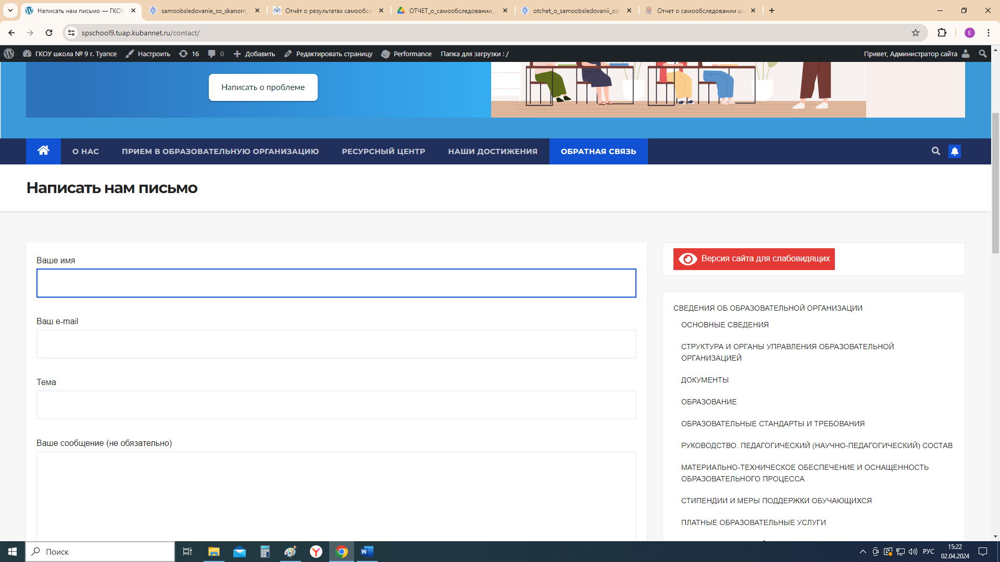 Написать нам письмо — ГКОУ
samoobsledovanie_so_skanom_
Отчёт о результатах самообсл
ОТЧЕТ_о_самообследовании_
otchet_o_samoobsledovanii_co
Отчет о самообследовании ш
spschool9.tuap.kubannet.ru/contact/
E
ГКОУ школа № 9 г. Туапсе
Настроить
16
0
Добавить
Редактировать страницу
Performance
Папка для загрузки : /
Привет, Администратор сайта
Написать о проблеме
О НАС
ПРИЕМ В ОБРАЗОВАТЕЛЬНУЮ ОРГАНИЗАЦИЮ
РЕСУРСНЫЙ ЦЕНТР
НАШИ ДОСТИЖЕНИЯ
ОБРАТНАЯ СВЯЗЬ
Написать нам письмо
Ваше имя
Ваш e-mail
Тема
Ваше сообщение (не обязательно)
Версия сайта для слабовидящих
СВЕДЕНИЯ ОБ ОБРАЗОВАТЕЛЬНОЙ ОРГАНИЗАЦИИ
ОСНОВНЫЕ СВЕДЕНИЯ
СТРУКТУРА И ОРГАНЫ УПРАВЛЕНИЯ ОБРАЗОВАТЕЛЬНОЙ
ОРГАНИЗАЦИЕЙ
ДОКУМЕНТЫ
ОБРАЗОВАНИЕ
ОБРАЗОВАТЕЛЬНЫЕ СТАНДАРТЫ И ТРЕБОВАНИЯ
РУКОВОДСТВО. ПЕДАГОГИЧЕСКИЙ (НАУЧНО-ПЕДАГОГИЧЕСКИЙ) СОСТАВ
МАТЕРИАЛЬНО-ТЕХНИЧЕСКОЕ ОБЕСПЕЧЕНИЕ И ОСНАЩЕННОСТЬ
ОБРАЗОВАТЕЛЬНОГО ПРОЦЕССА
СТИПЕНДИИ И МЕРЫ ПОДДЕРЖКИ ОБУЧАЮЩИХСЯ
ПЛАТНЫЕ ОБРАЗОВАТЕЛЬНЫЕ УСЛУГИ
Поиск
РУС
15:22
02.04.2024